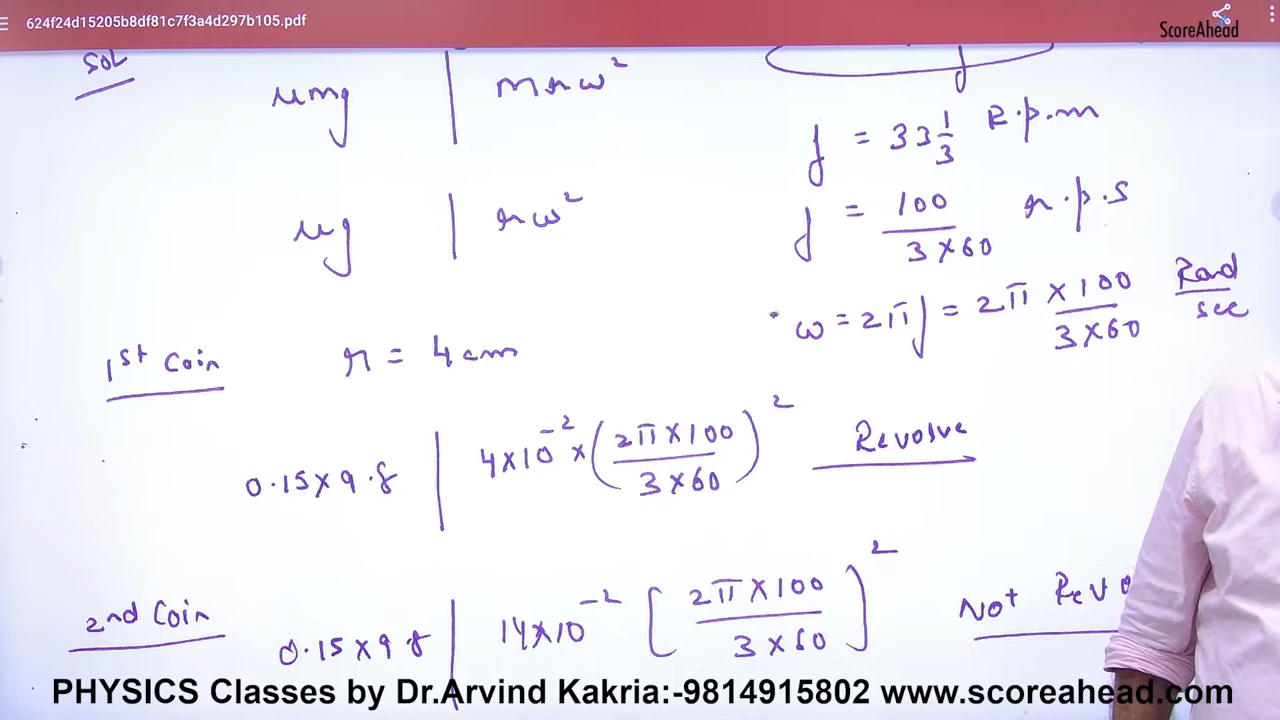 624f24d15205b8df81c7f3a4d297b105.pdf
ScoreAhead
Sol
μmg | mrω²
f = 33 1/3 R.p.m
μg | rω²
f = 100/(3×60) r.p.s
ω = 2πf = 2π × 100/(3×60) Rad/sec
1st Coin r = 4 cm
0.15×9.8 | 4×10⁻² × (2π×100/(3×60))² Revolve
2nd Coin 0.15×9.8 | 14×10⁻² [2π×100/(3×60)]² Not
PHYSICS Classes by Dr.Arvind Kakria:-9814915802 www.scoreahead.com